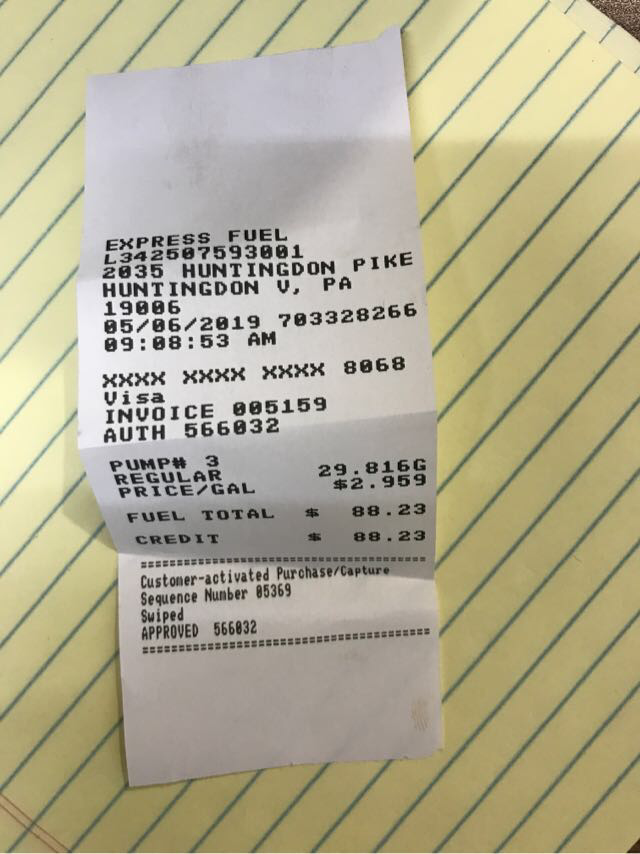 EXPRESS FUEL
L342507593001
2035 HUNTINGDON PIKE
HUNTINGDON V, PA
19006
05/06/2019 703328266
09:08:53 AM
XXXX XXXX XXXX 8068
Visa
INVOICE 005159
AUTH 566032
PUMP# 3
REGULAR 29.816G
PRICE/GAL $2.959
FUEL TOTAL $ 88.23
CREDIT $ 88.23
Customer-activated Purchase/Capture
Sequence Number 05369
Swiped
APPROVED 566032